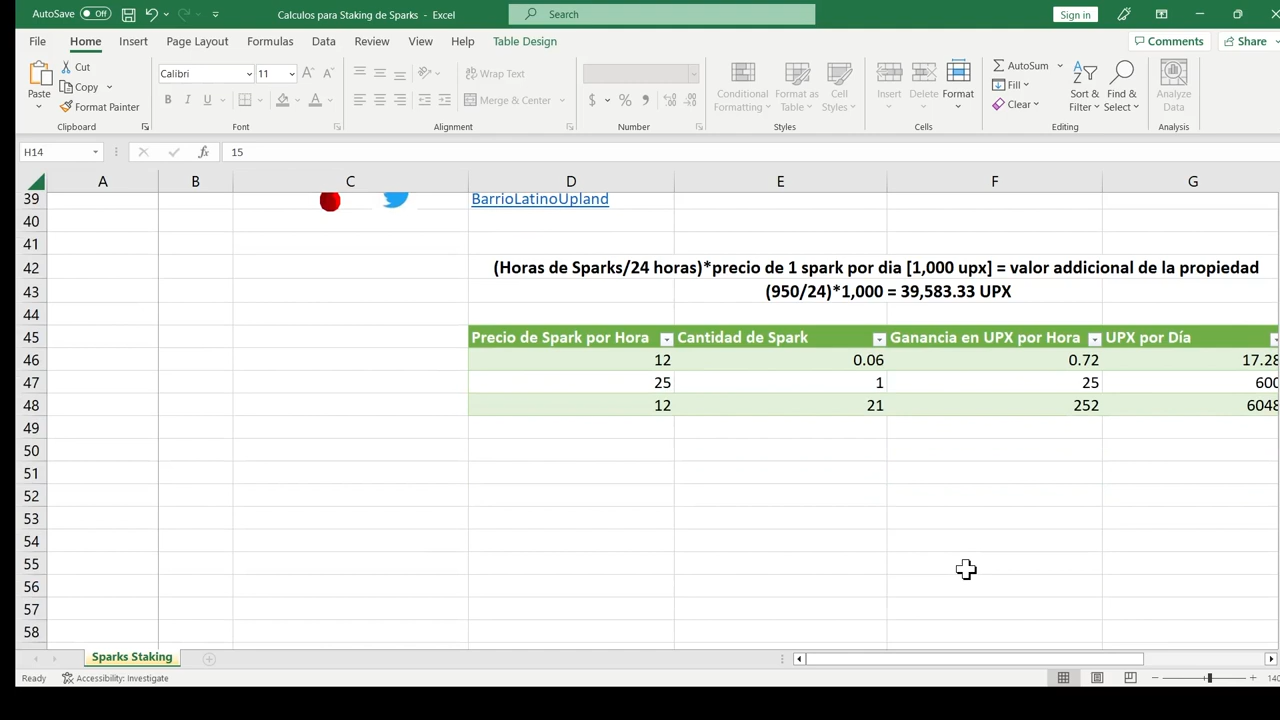 AutoSave Off Calculos para Staking de Sparks - Excel Search Sign in
File Home Insert Page Layout Formulas Data Review View Help Table Design Comments Share
Paste Cut Copy Format Painter
Calibri 11 Wrap Text Merge & Center
B I U $ % Conditional Formatting Format as Table Cell Styles Insert Delete Format
AutoSum Fill Clear Sort & Filter Find & Select Analyze Data
Clipboard Font Alignment Number Styles Cells Editing Analysis
H14 fx 15
A B C D E F G
39 BarrioLatinoUpland
40
41
42 (Horas de Sparks/24 horas)*precio de 1 spark por dia [1,000 upx] = valor addicional de la propiedad
43 (950/24)*1,000 = 39,583.33 UPX
44
45 Precio de Spark por Hora Cantidad de Spark Ganancia en UPX por Hora UPX por Día
46 12 0.06 0.72 17.28
47 25 1 25 600
48 12 21 252 6048
49
50
51
52
53
54
55
56
57
58
Sparks Staking
Ready Accessibility: Investigate 140